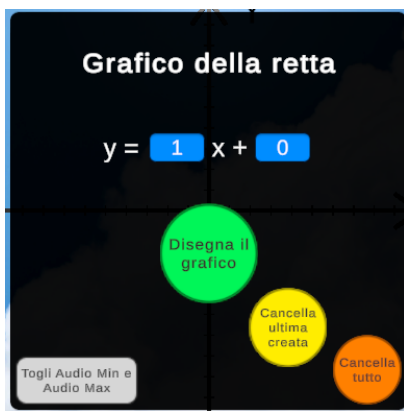 Grafico della retta
y = 1 x + 0
Disegna il
grafico
Cancella
ultima
creata
Cancella
tutto
Togli Audio Min e
Audio Max